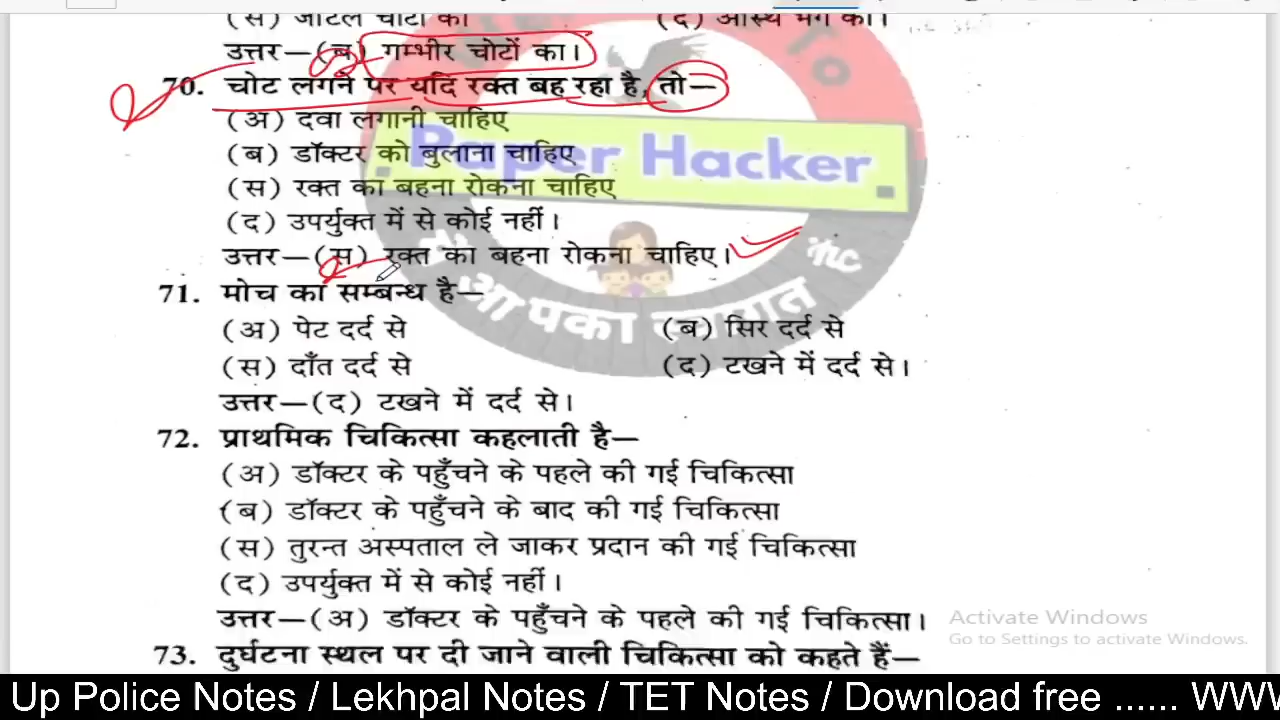 (स) जटिल चोटों का (द) अस्थि भंग का।
उत्तर—(ब) गम्भीर चोटों का।
70. चोट लगने पर यदि रक्त बह रहा है, तो—
(अ) दवा लगानी चाहिए
(ब) डॉक्टर को बुलाना चाहिए
(स) रक्त का बहना रोकना चाहिए
(द) उपर्युक्त में से कोई नहीं।
उत्तर—(स) रक्त का बहना रोकना चाहिए।
71. मोच का सम्बन्ध है—
(अ) पेट दर्द से (ब) सिर दर्द से
(स) दाँत दर्द से (द) टखने में दर्द से।
उत्तर—(द) टखने में दर्द से।
72. प्राथमिक चिकित्सा कहलाती है—
(अ) डॉक्टर के पहुँचने के पहले की गई चिकित्सा
(ब) डॉक्टर के पहुँचने के बाद की गई चिकित्सा
(स) तुरन्त अस्पताल ले जाकर प्रदान की गई चिकित्सा
(द) उपर्युक्त में से कोई नहीं।
उत्तर—(अ) डॉक्टर के पहुँचने के पहले की गई चिकित्सा।
73. दुर्घटना स्थल पर दी जाने वाली चिकित्सा को कहते हैं—
Paper Hacker
TO
आपका स्वागत
Activate Windows
Go to Settings to activate Windows.
Up Police Notes / Lekhpal Notes / TET Notes / Download free ...... WWW